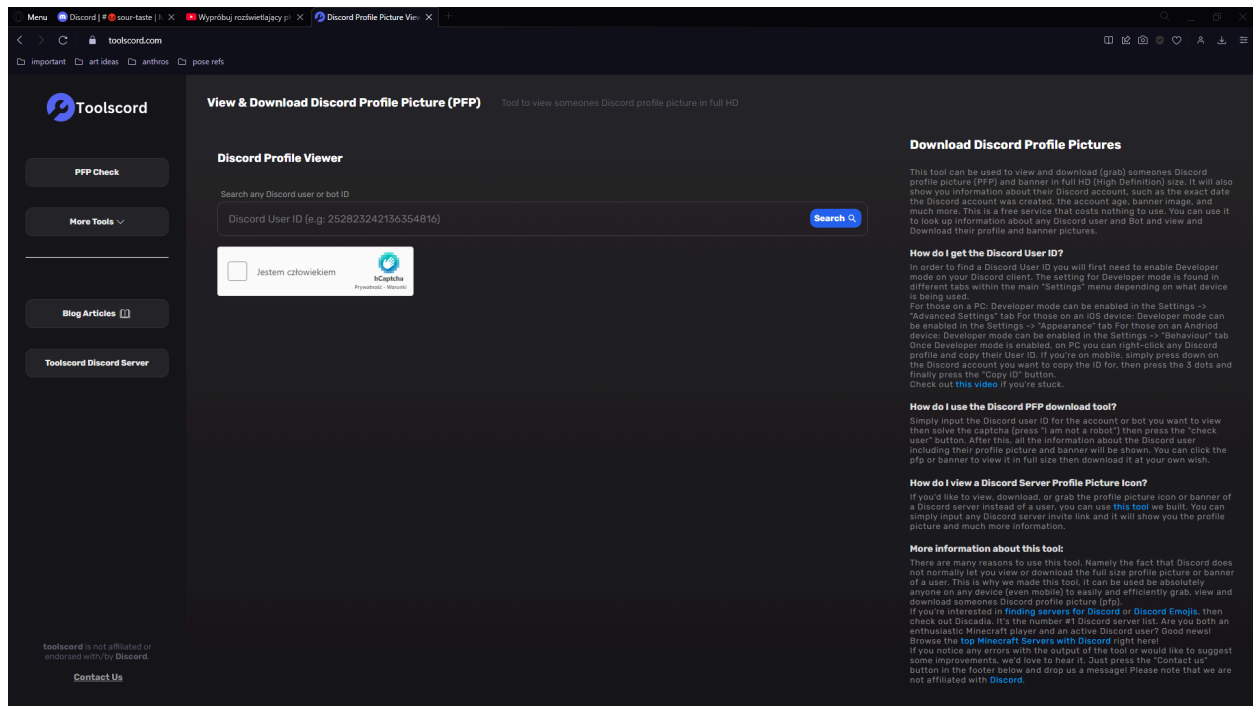 Menu
Discord | # sour-taste | N
Wypróbuj rozświetlający pł
Discord Profile Picture View
toolscord.com
important
art ideas
anthros
pose refs
Toolscord
PFP Check
More Tools
Blog Articles
Toolscord Discord Server
toolscord is not affiliated or
endorsed with/by Discord.
Contact Us
View & Download Discord Profile Picture (PFP)
Tool to view someones Discord profile picture in full HD
Discord Profile Viewer
Search any Discord user or bot ID
Discord User ID (e.g: 252823242136354816)
Search
Jestem człowiekiem
hCaptcha
Prywatność - Warunki
Download Discord Profile Pictures
This tool can be used to view and download (grab) someones Discord
profile picture (PFP) and banner in full HD (High Definition) size. It will also
show you information about their Discord account, such as the exact date
the Discord account was created, the account age, banner image, and
much more. This is a free service that costs nothing to use. You can use it
to look up information about any Discord user and Bot and view and
Download their profile and banner pictures.
How do I get the Discord User ID?
In order to find a Discord User ID you will first need to enable Developer
mode on your Discord client. The setting for Developer mode is found in
different tabs within the main "Settings" menu depending on what device
is being used.
For those on a PC: Developer mode can be enabled in the Settings ->
"Advanced Settings" tab For those on an iOS device: Developer mode can
be enabled in the Settings -> "Appearance" tab For those on an Andriod
device: Developer mode can be enabled in the Settings -> "Behaviour" tab
Once Developer mode is enabled, on PC you can right-click any Discord
profile and copy their User ID. If you're on mobile, simply press down on
the Discord account you want to copy the ID for, then press the 3 dots and
finally press the "Copy ID" button.
Check out this video if you're stuck.
How do I use the Discord PFP download tool?
Simply input the Discord user ID for the account or bot you want to view
then solve the captcha (press "I am not a robot") then press the "check
user" button. After this, all the information about the Discord user
including their profile picture and banner will be shown. You can click the
pfp or banner to view it in full size then download it at your own wish.
How do I view a Discord Server Profile Picture Icon?
If you'd like to view, download, or grab the profile picture icon or banner of
a Discord server instead of a user, you can use this tool we built. You can
simply input any Discord server invite link and it will show you the profile
picture and much more information.
More information about this tool:
There are many reasons to use this tool. Namely the fact that Discord does
not normally let you view or download the full size profile picture or banner
of a user. This is why we made this tool, it can be used be absolutely
anyone on any device (even mobile) to easily and efficiently grab, view and
download someones Discord profile picture (pfp).
If you're interested in finding servers for Discord or Discord Emojis, then
check out Discadia. It's the number #1 Discord server list. Are you both an
enthusiastic Minecraft player and an active Discord user? Good news!
Browse the top Minecraft Servers with Discord right here!
If you notice any errors with the output of the tool or would like to suggest
some improvements, we'd love to hear it. Just press the "Contact us"
button in the footer below and drop us a message! Please note that we are
not affiliated with Discord.